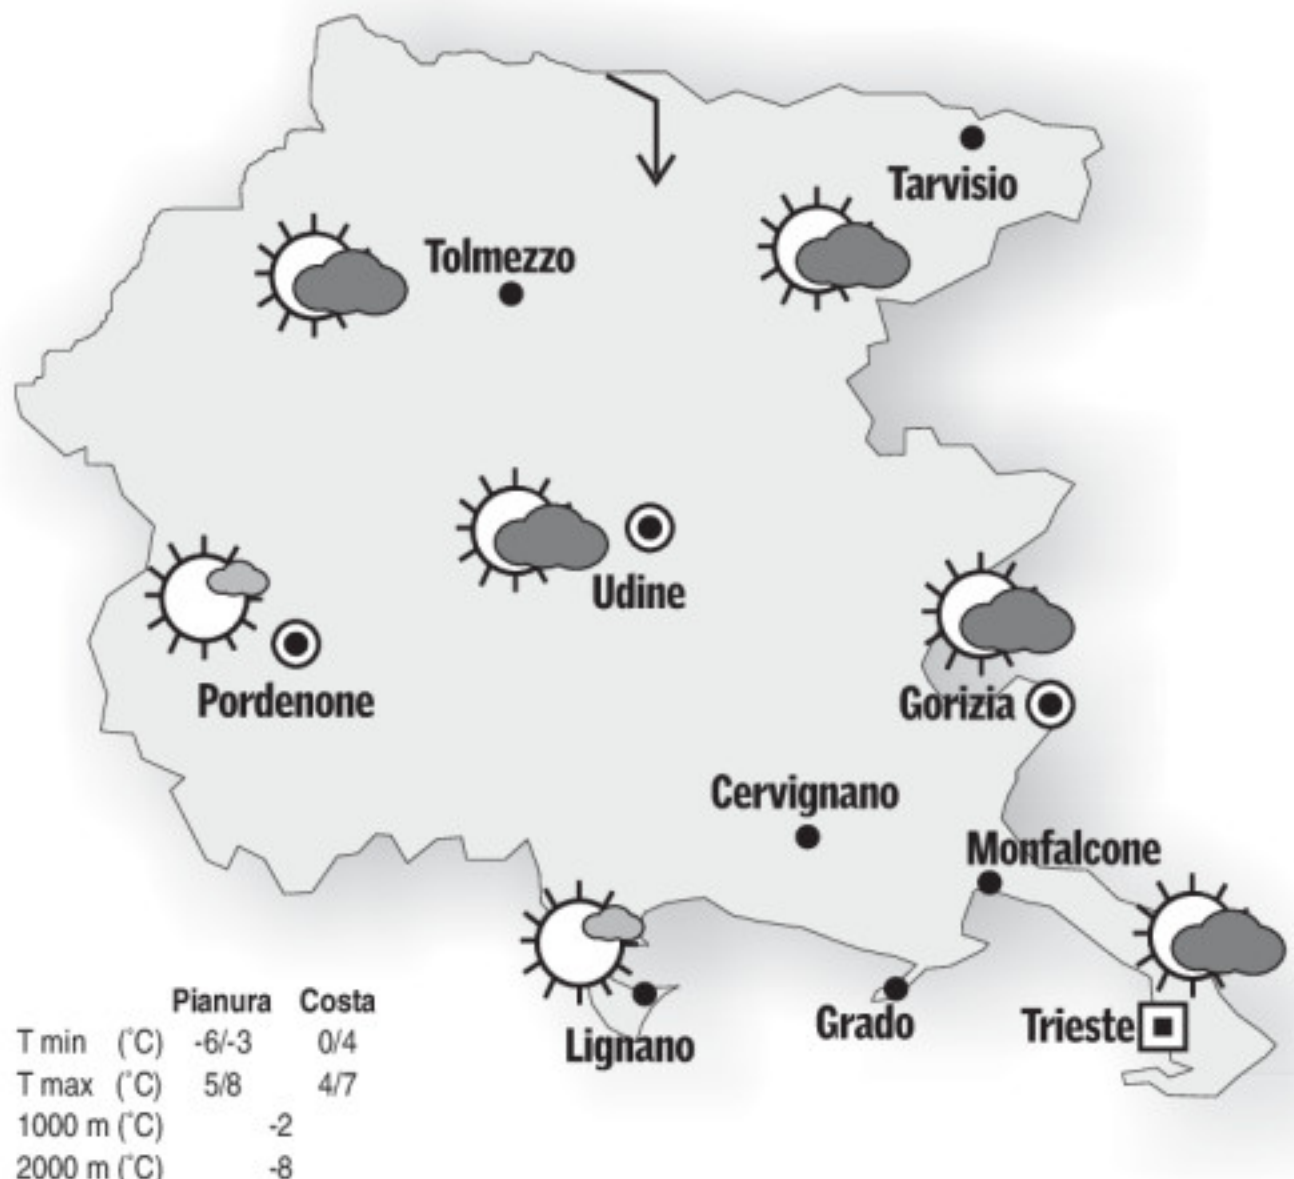 Tarvisio
Tolmezzo
Udine
Pordenone
Gorizia
Cervignano
Monfalcone
Grado
Trieste
Lignano
Pianura Costa
T min (°C) -6/-3 0/4
T max (°C) 5/8 4/7
1000 m (°C) -2
2000 m (°C) -8